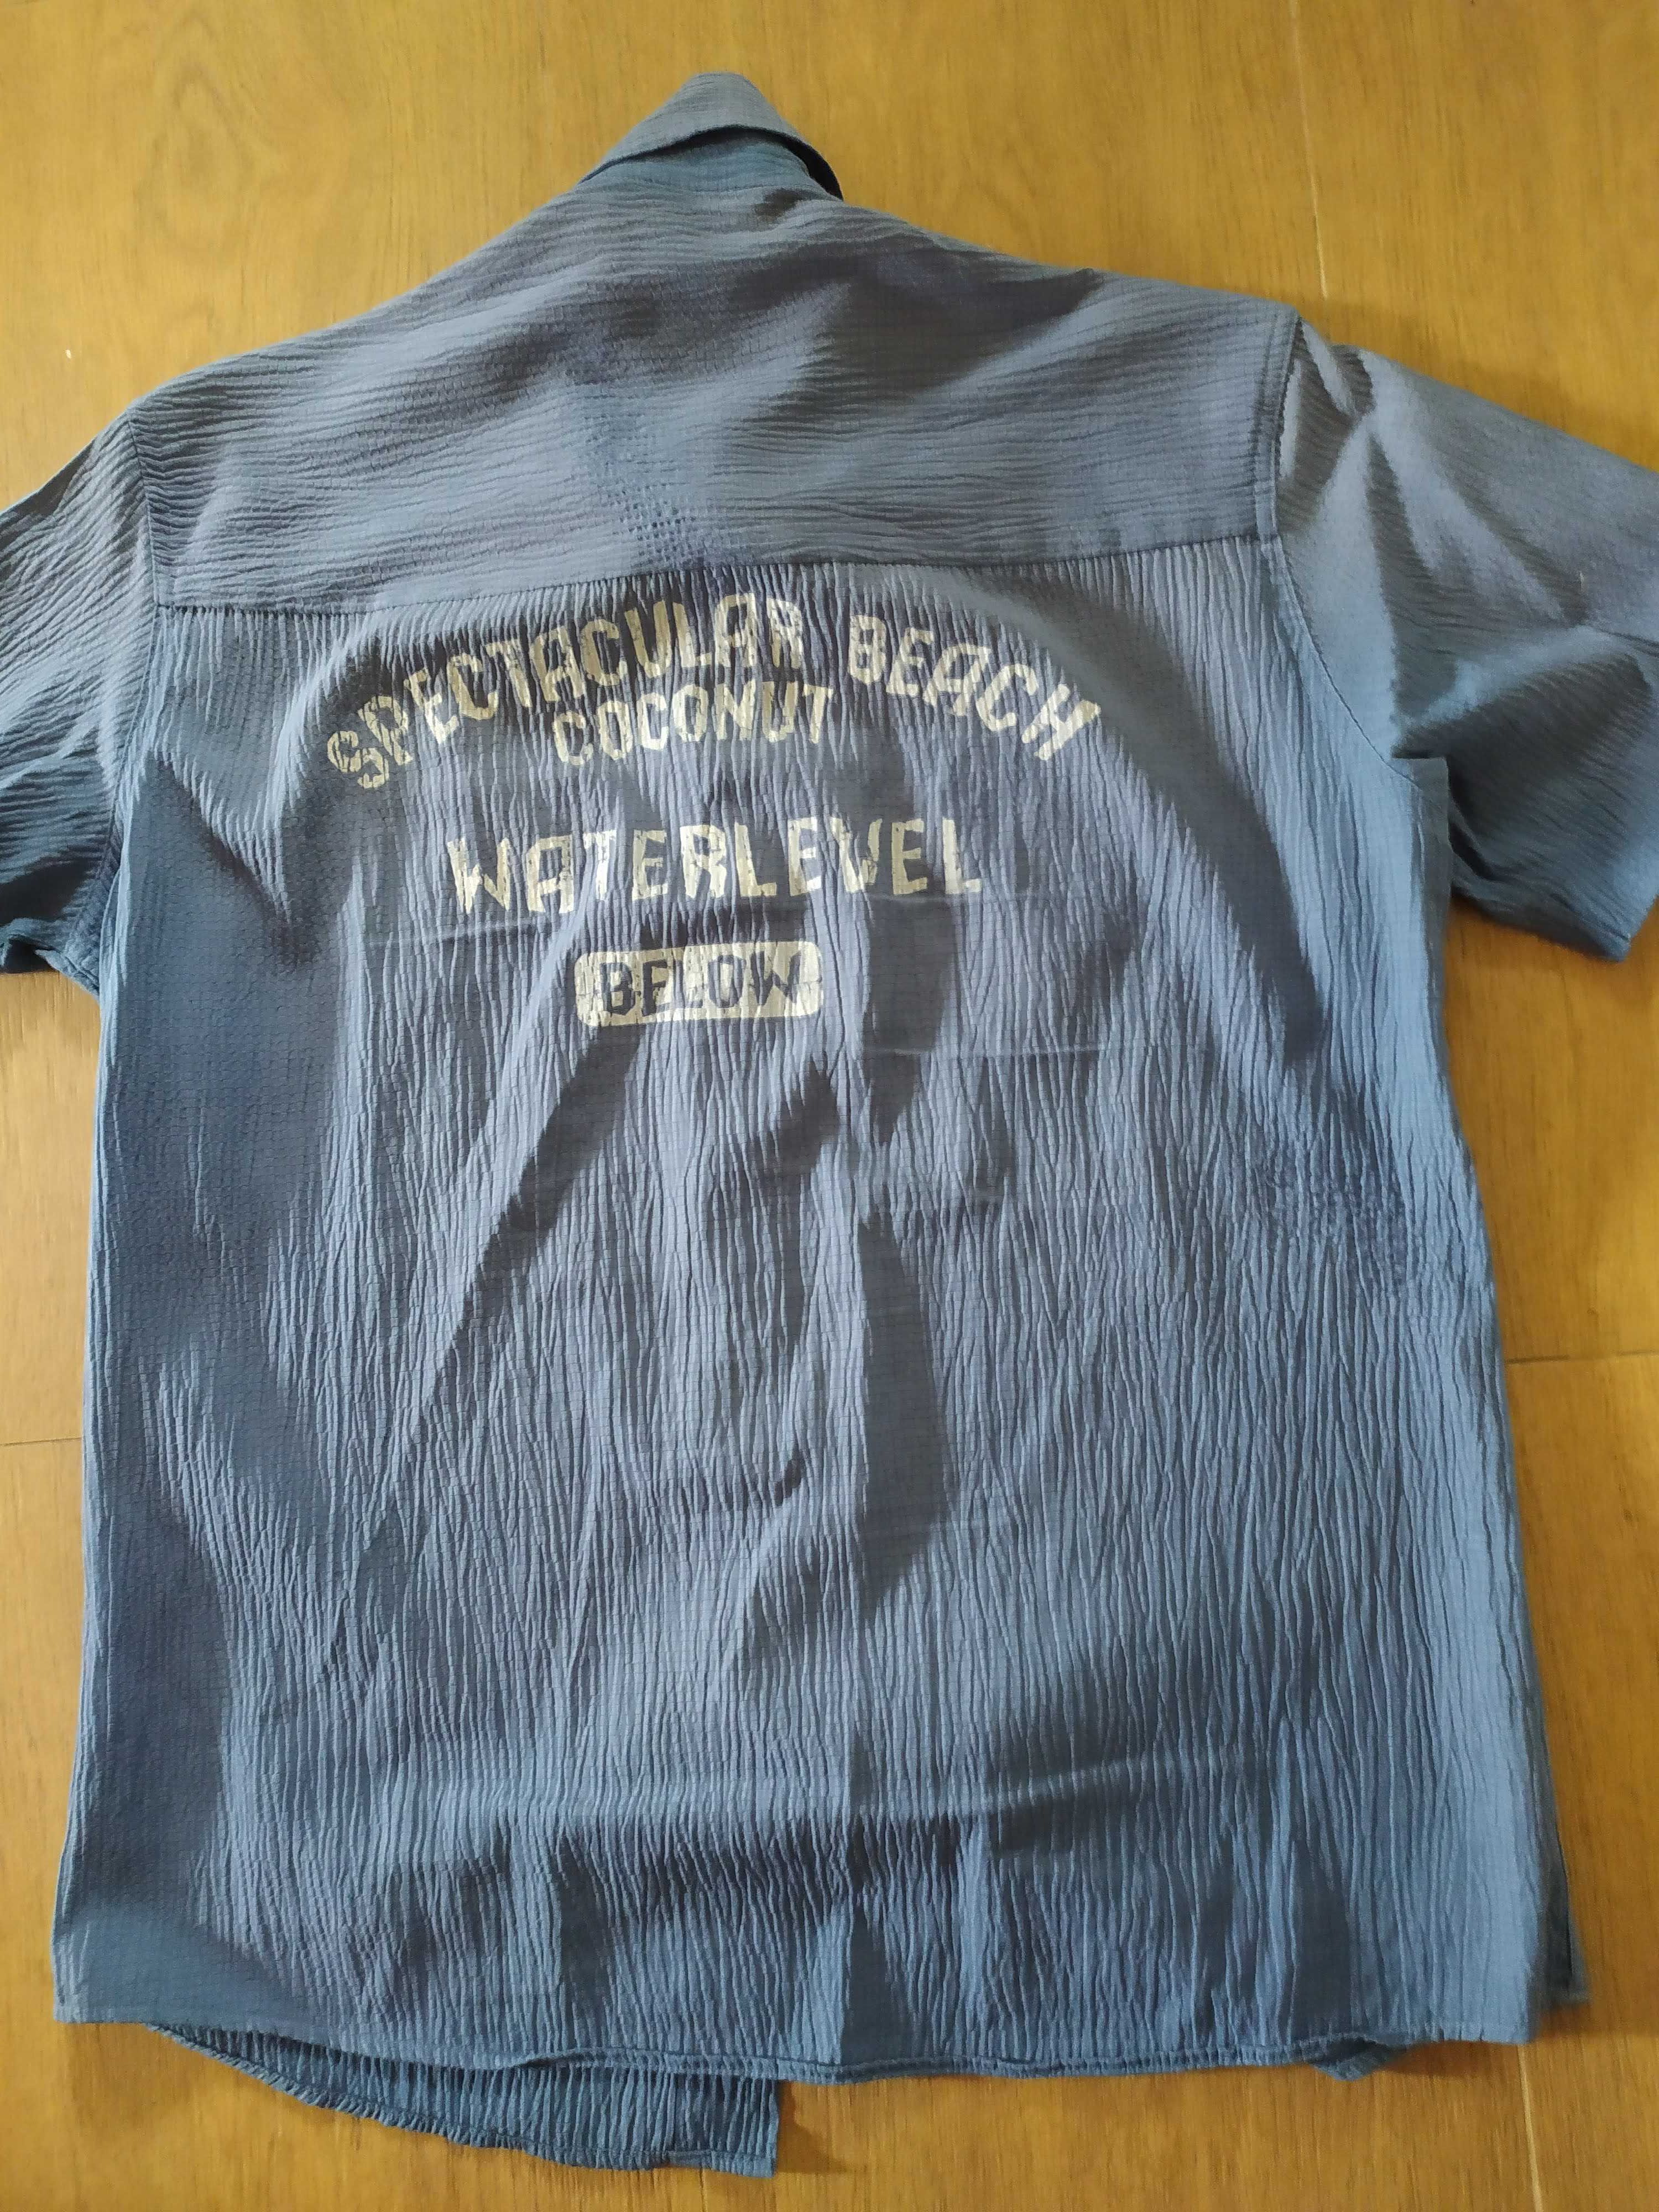 SPECTACULAR BEACH
COCONUT
WATERLEVEL
BELOW